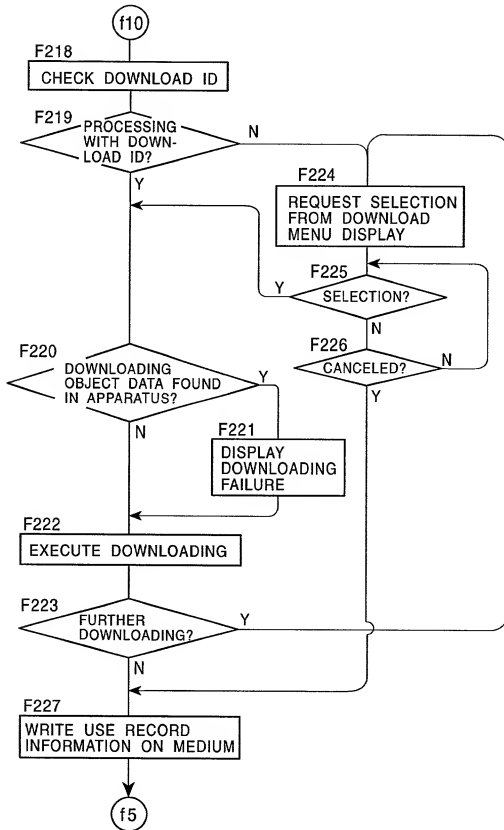 f10
F218
CHECK DOWNLOAD ID
F219
PROCESSING
WITH DOWN-
LOAD ID?
N
Y
F224
REQUEST SELECTION
FROM DOWNLOAD
MENU DISPLAY
F225
Y
SELECTION?
N
F226
CANCELED?
N
Y
F220
DOWNLOADING
OBJECT DATA FOUND
IN APPARATUS?
Y
N
F221
DISPLAY
DOWNLOADING
FAILURE
F222
EXECUTE DOWNLOADING
F223
FURTHER
DOWNLOADING?
Y
N
F227
WRITE USE RECORD
INFORMATION ON MEDIUM
f5